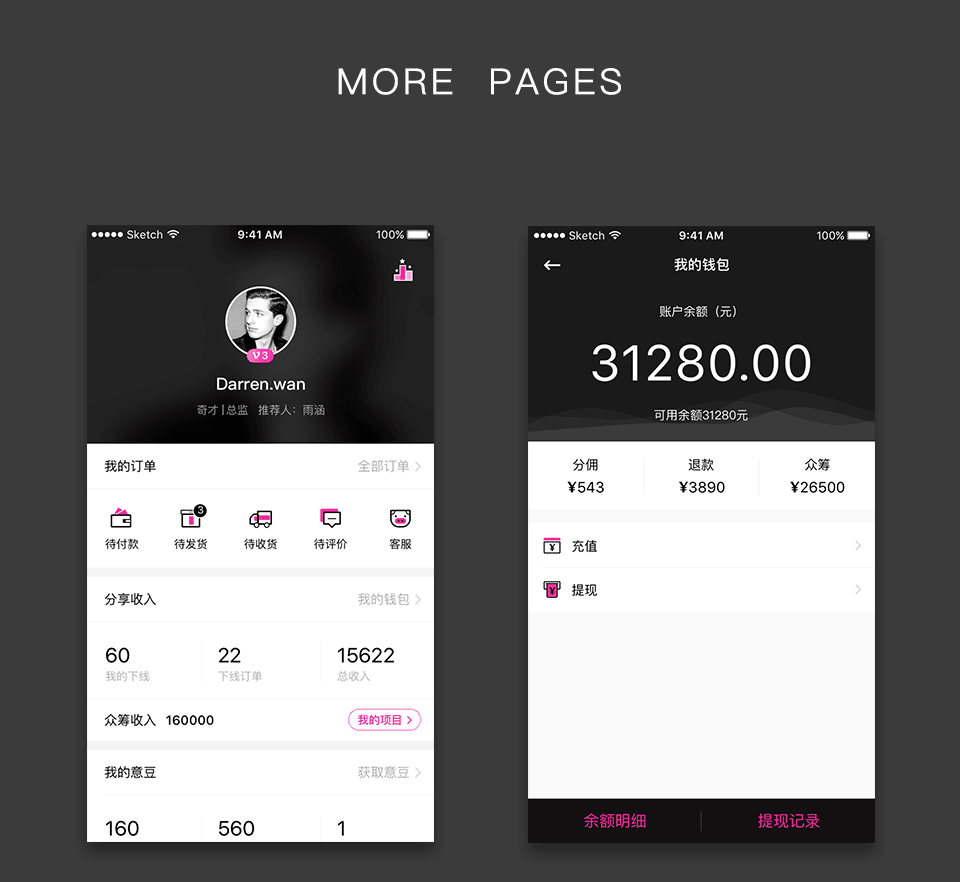 MORE PAGES
Sketch 9:41 AM 100%
V3
Darren.wan
奇才 | 总监 推荐人：雨涵
我的订单 全部订单
3
待付款 待发货 待收货 待评价 客服
分享收入 我的钱包
60 22 15622
我的下线 下线订单 总收入
众筹收入 160000 我的项目
我的意豆 获取意豆
160 560 1
Sketch 9:41 AM 100%
我的钱包
账户余额（元）
31280.00
可用余额31280元
分佣 退款 众筹
¥543 ¥3890 ¥26500
¥ 充值
¥ 提现
余额明细 提现记录